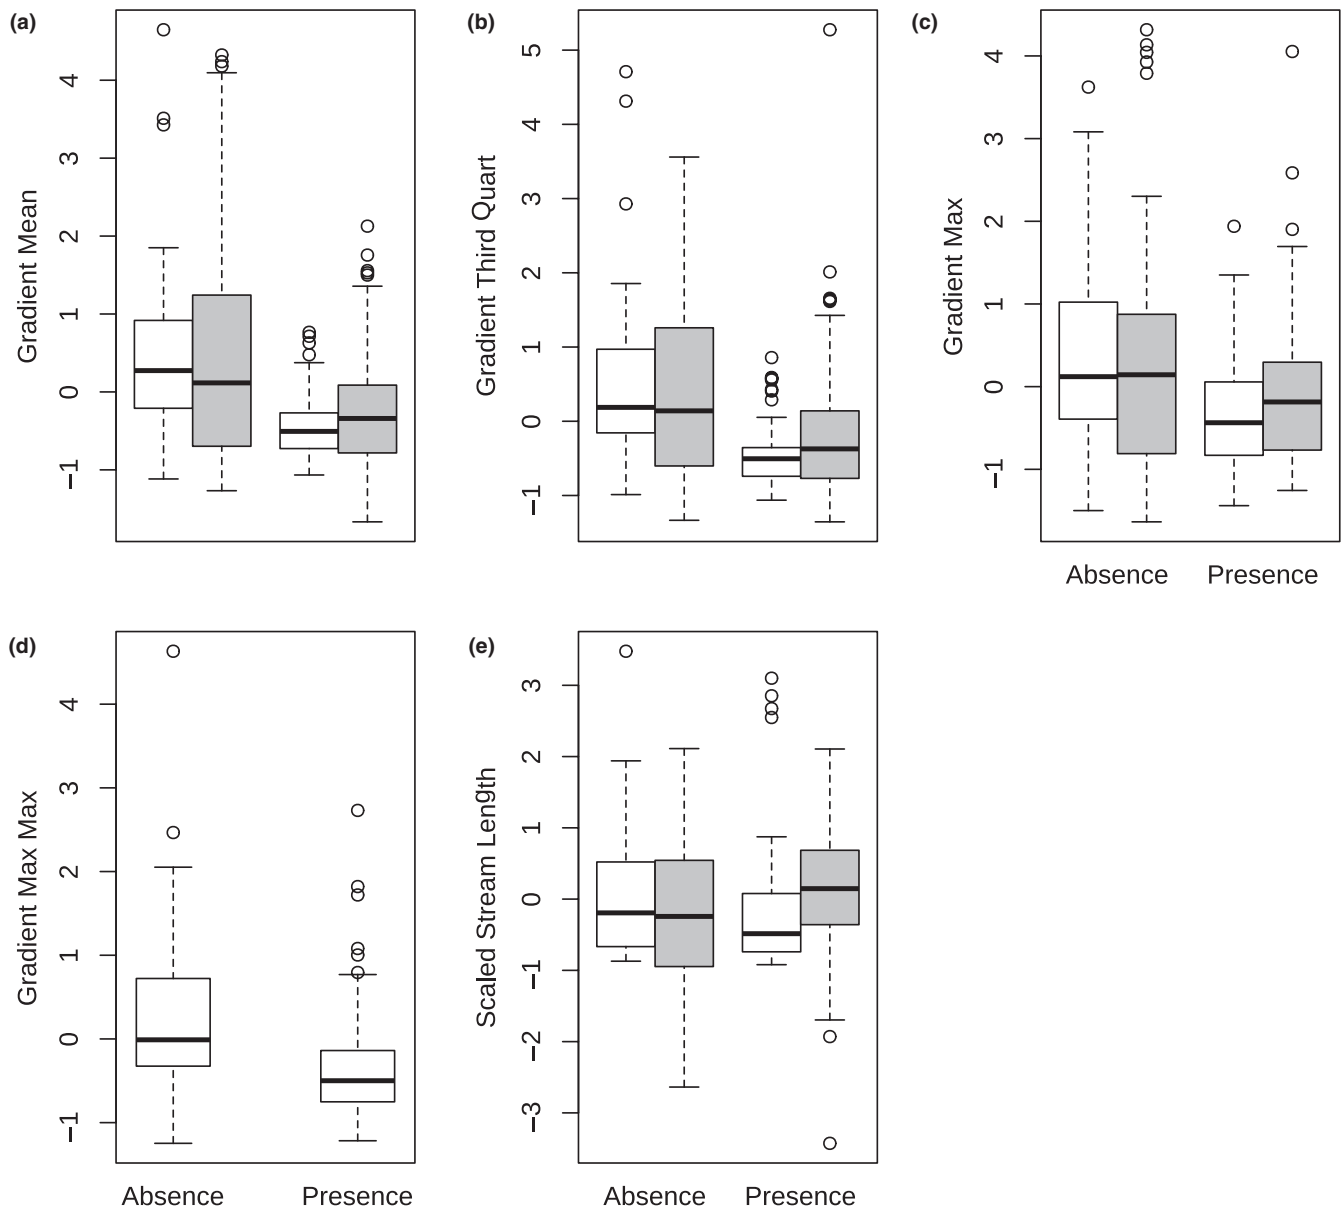 (a)
Gradient Mean
4
3
2
1
0
−1
(b)
Gradient Third Quart
5
4
3
2
1
0
−1
(c)
Gradient Max
4
3
2
1
0
−1
Absence Presence
(d)
Gradient Max Max
4
3
2
1
0
−1
Absence Presence
(e)
Scaled Stream Length
3
2
1
0
−1
−2
−3
Absence Presence